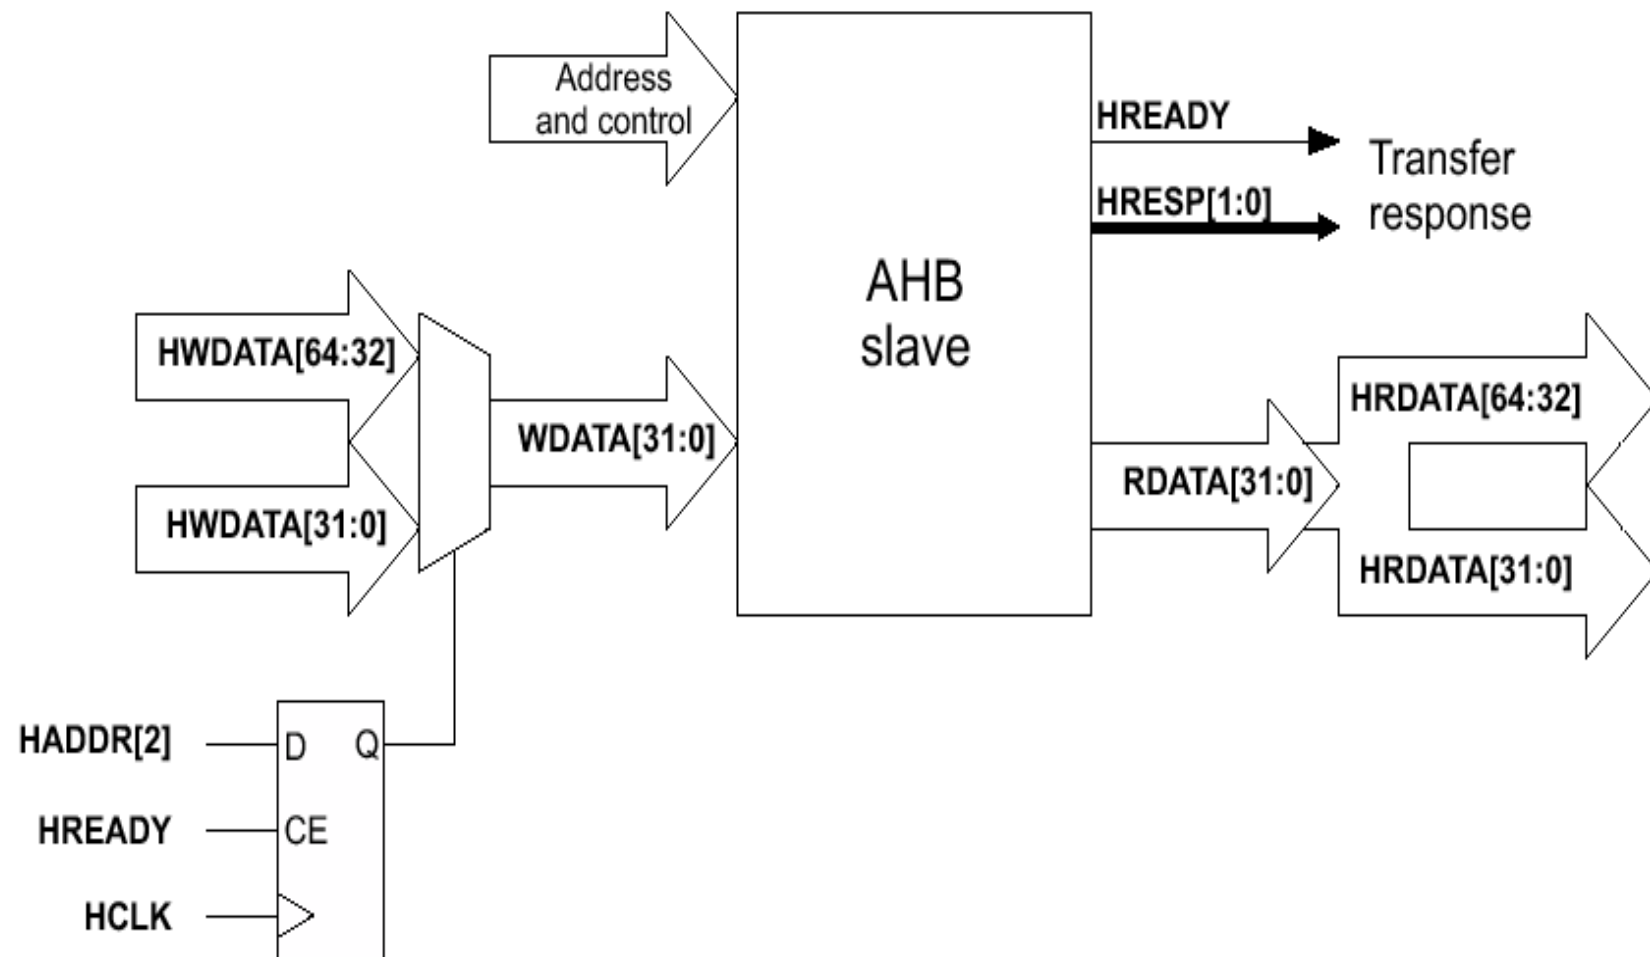 Address
and control
HREADY
Transfer
HRESP[1:0]
response
AHB
slave
HWDATA[64:32]
HRDATA[64:32]
WDATA[31:0]
RDATA[31:0]
HWDATA[31:0]
HRDATA[31:0]
HADDR[2]
D
Q
HREADY
CE
HCLK